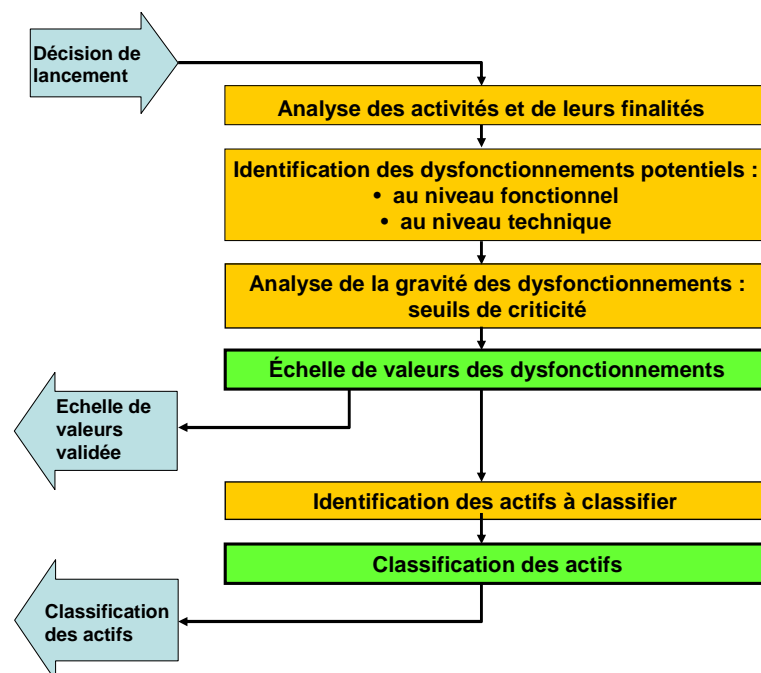 Décision de
lancement
Analyse des activités et de leurs finalités
Identification des dysfonctionnements potentiels :
• au niveau fonctionnel
• au niveau technique
Analyse de la gravité des dysfonctionnements :
seuils de criticité
Échelle de valeurs des dysfonctionnements
Echelle de
valeurs
validée
Identification des actifs à classifier
Classification des actifs
Classification
des actifs